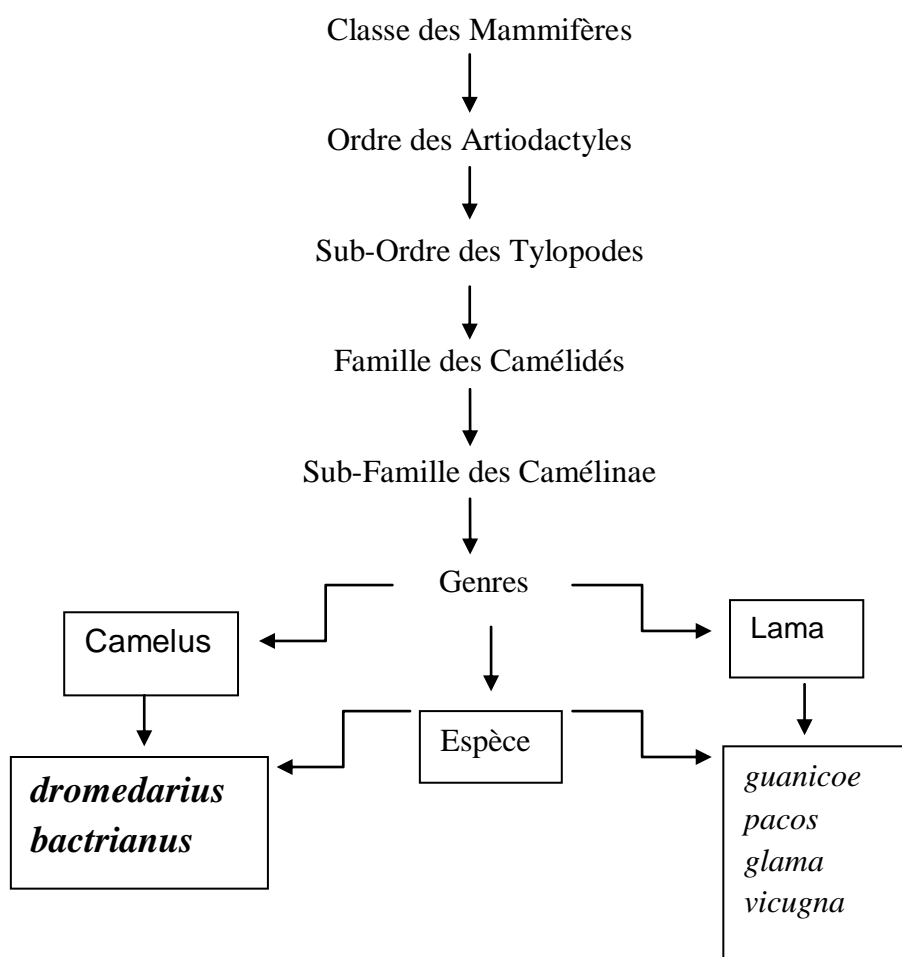 Classe des Mammifères
Ordre des Artiodactyles
Sub-Ordre des Tylopodes
Famille des Camélidés
Sub-Famille des Camélinae
Genres
Camelus
Lama
Espèce
dromedarius
bactrianus
guanicoe
pacos
glama
vicugna